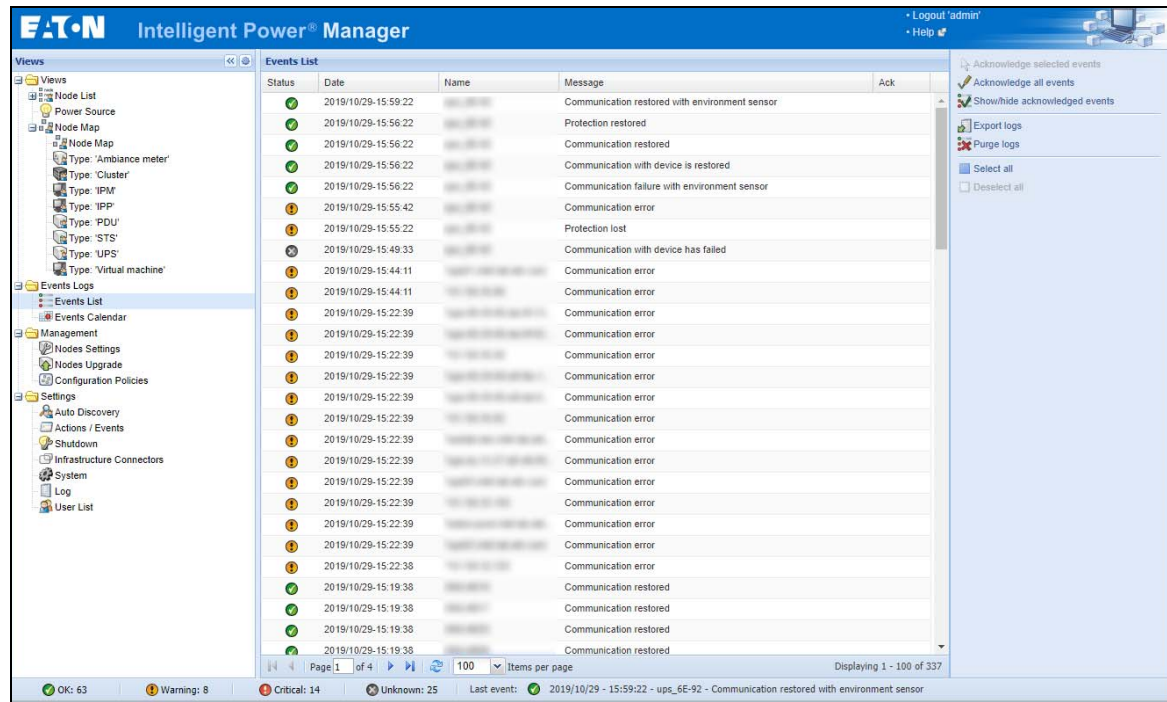 EATON Intelligent Power® Manager
• Logout 'admin'
• Help
Views
Views
Node List
Power Source
Node Map
Node Map
Type: 'Ambiance meter'
Type: 'Cluster'
Type: 'IPM'
Type: 'IPP'
Type: 'PDU'
Type: 'STS'
Type: 'UPS'
Type: 'Virtual machine'
Events Logs
Events List
Events Calendar
Management
Nodes Settings
Nodes Upgrade
Configuration Policies
Settings
Auto Discovery
Actions / Events
Shutdown
Infrastructure Connectors
System
Log
User List
Events List
Status Date Name Message Ack
2019/10/29-15:59:22 Communication restored with environment sensor
2019/10/29-15:56:22 Protection restored
2019/10/29-15:56:22 Communication restored
2019/10/29-15:56:22 Communication with device is restored
2019/10/29-15:56:22 Communication failure with environment sensor
2019/10/29-15:55:42 Communication error
2019/10/29-15:55:22 Protection lost
2019/10/29-15:49:33 Communication with device has failed
2019/10/29-15:44:11 Communication error
2019/10/29-15:44:11 Communication error
2019/10/29-15:22:39 Communication error
2019/10/29-15:22:39 Communication error
2019/10/29-15:22:39 Communication error
2019/10/29-15:22:39 Communication error
2019/10/29-15:22:39 Communication error
2019/10/29-15:22:39 Communication error
2019/10/29-15:22:39 Communication error
2019/10/29-15:22:39 Communication error
2019/10/29-15:22:39 Communication error
2019/10/29-15:22:39 Communication error
2019/10/29-15:22:39 Communication error
2019/10/29-15:22:39 Communication error
2019/10/29-15:22:38 Communication error
2019/10/29-15:19:38 Communication restored
2019/10/29-15:19:38 Communication restored
2019/10/29-15:19:38 Communication restored
2019/10/29-15:19:38 Communication restored
Page 1 of 4 100 Items per page Displaying 1 - 100 of 337
Acknowledge selected events
Acknowledge all events
Show/hide acknowledged events
Export logs
Purge logs
Select all
Deselect all
OK: 63 Warning: 8 Critical: 14 Unknown: 25 Last event: 2019/10/29 - 15:59:22 - ups_6E-92 - Communication restored with environment sensor